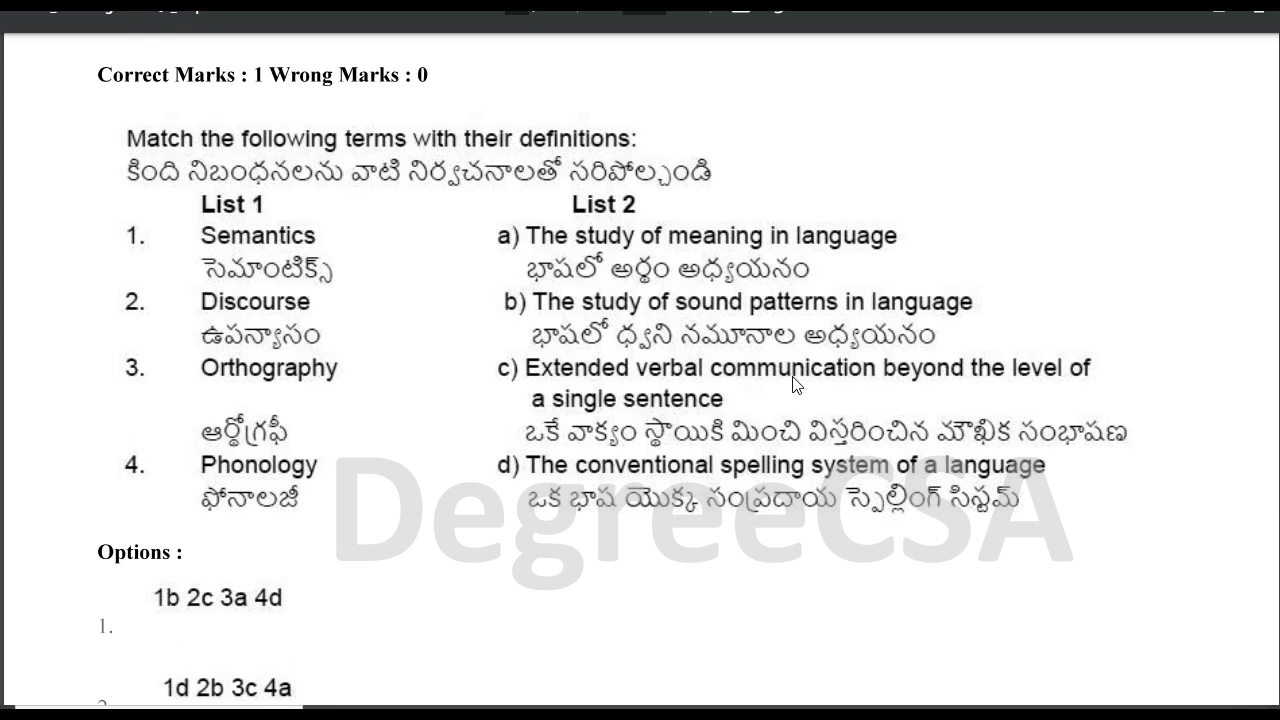 Correct Marks : 1 Wrong Marks : 0
Match the following terms with their definitions:
కింది నిబంధనలను వాటి నిర్వచనాలతో సరిపోల్చండి
List 1 List 2
1. Semantics a) The study of meaning in language
సెమాంటిక్స్ భాషలో అర్థం అధ్యయనం
2. Discourse b) The study of sound patterns in language
ఉపన్యాసం భాషలో ధ్వని నమూనాల అధ్యయనం
3. Orthography c) Extended verbal communication beyond the level of
a single sentence
ఆర్థోగ్రఫీ ఒకే వాక్యం స్థాయికి మించి విస్తరించిన మౌఖిక సంభాషణ
4. Phonology d) The conventional spelling system of a language
ఫోనాలజీ ఒక భాష యొక్క సంప్రదాయ స్పెల్లింగ్ సిస్టమ్
DegreeCSA
Options :
1b 2c 3a 4d
1.
1d 2b 3c 4a